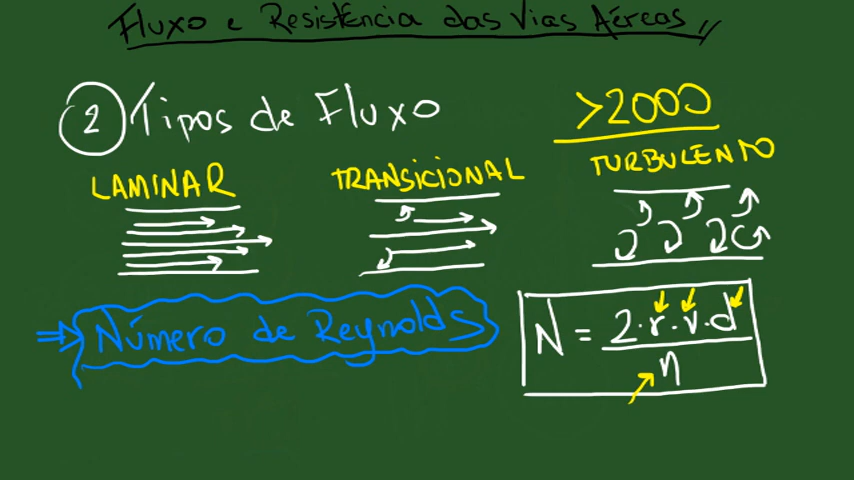 Fluxo e Resistência das Vias Aéreas
2 Tipos de Fluxo
>2000
LAMINAR
TRANSICIONAL
TURBULENTO
⇒ Número de Reynolds
N = 2·r·v·d
η